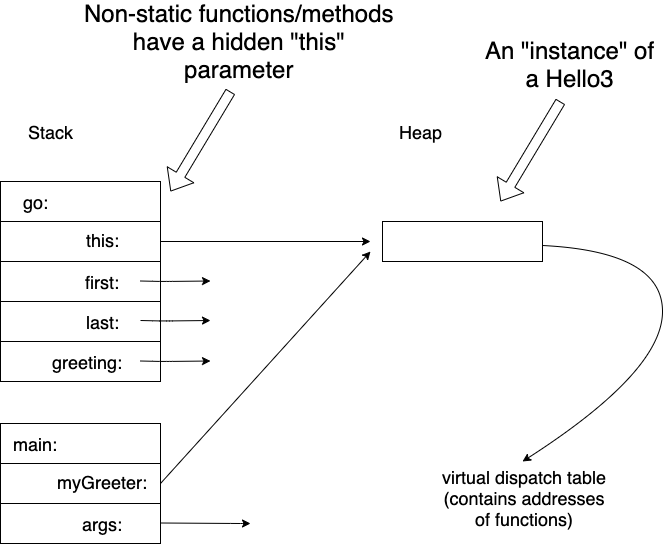 Non-static functions/methods
have a hidden "this"
parameter
An "instance" of
a Hello3
Stack
Heap
go:
this:
first:
last:
greeting:
main:
myGreeter:
args:
virtual dispatch table
(contains addresses
of functions)